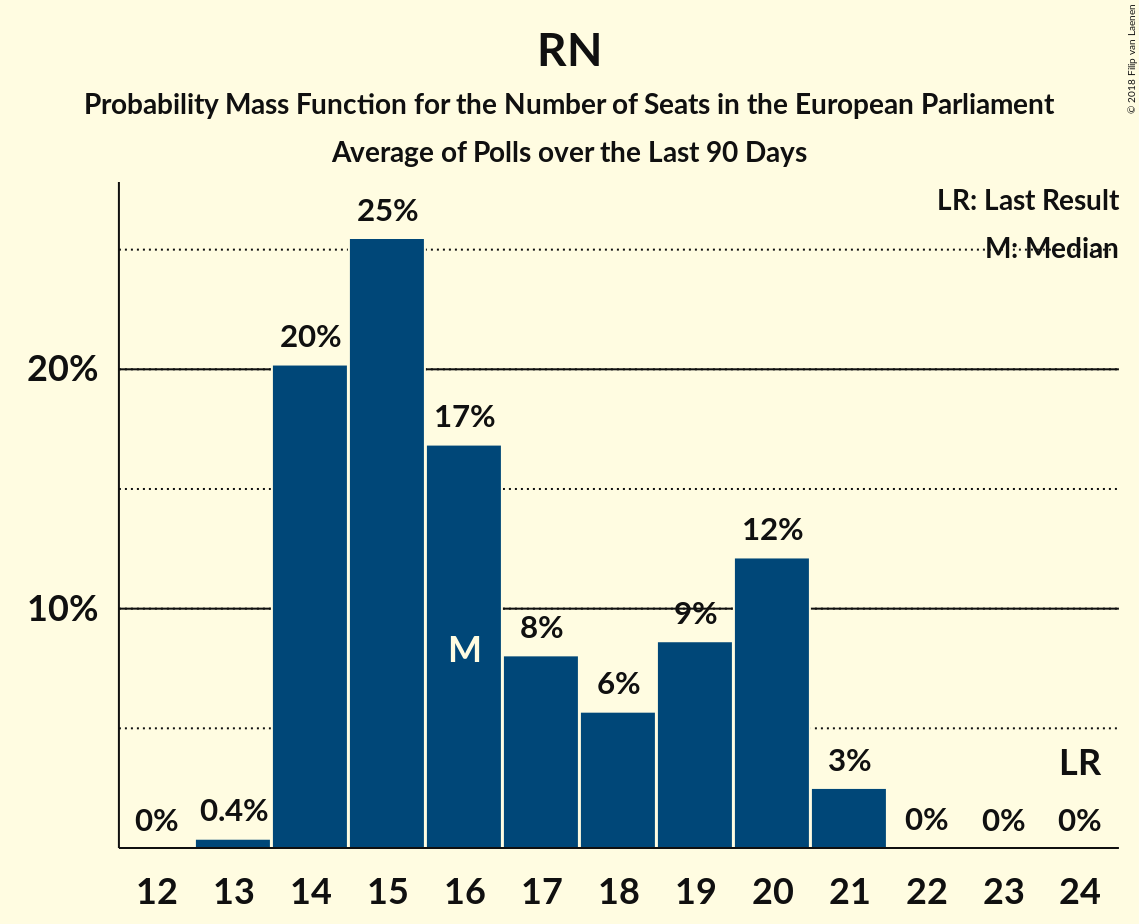 RN
Probability Mass Function for the Number of Seats in the European Parliament
Average of Polls over the Last 90 Days
© 2018 Filip van Laenen
LR: Last Result
M: Median
25%
20%
20%
17%
12%
10%
9%
8%
M
6%
3%
LR
0%
0.4%
0%
0%
0%
12 13 14 15 16 17 18 19 20 21 22 23 24